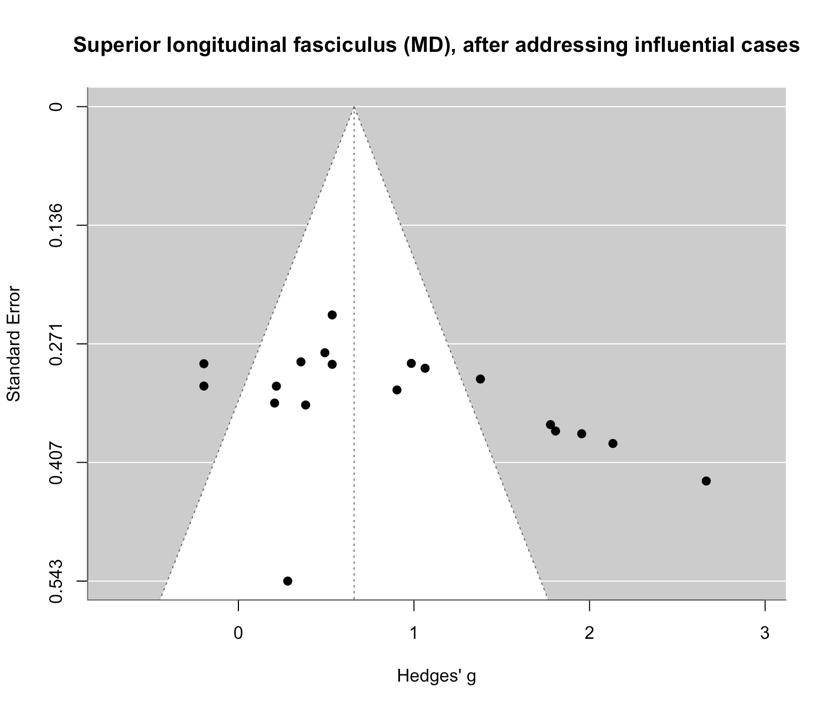 Superior longitudinal fasciculus (MD), after addressing influential cases
0
0.136
0.271
0.407
0.543
Standard Error
0 1 2 3
Hedges' g